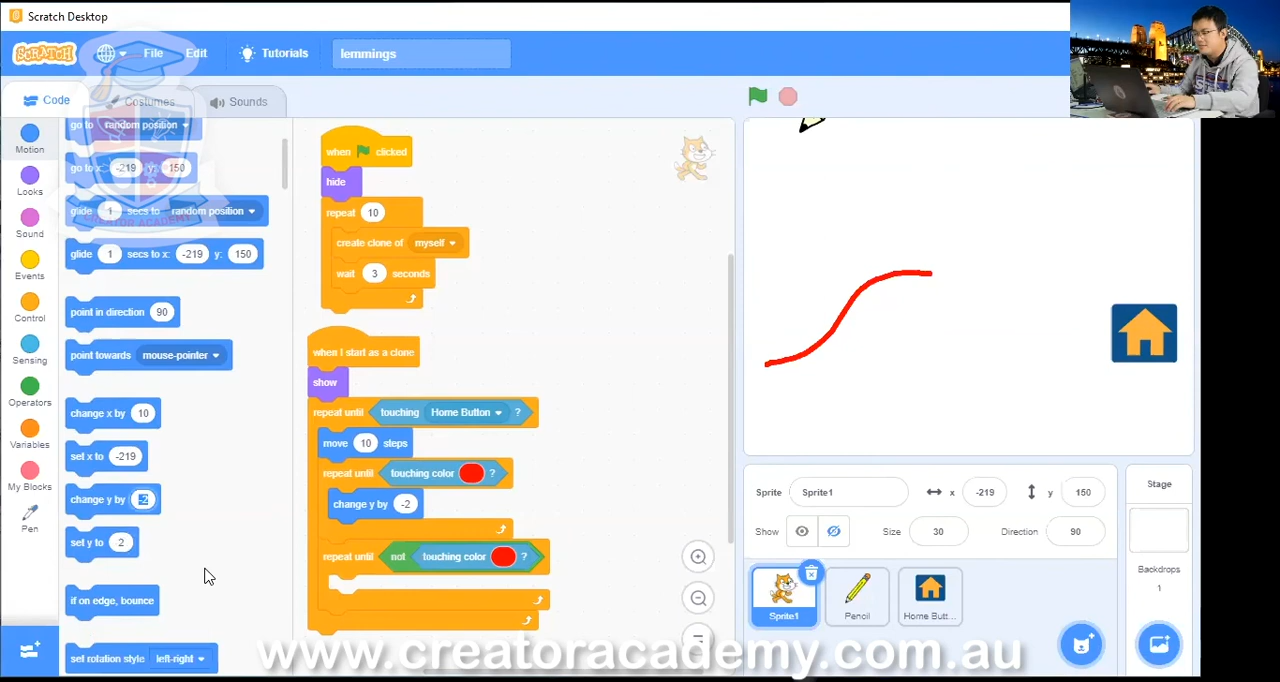 Scratch Desktop
SCRATCH File Edit Tutorials lemmings
Code Costumes Sounds
Motion
Looks
Sound
Events
Control
Sensing
Operators
Variables
My Blocks
Pen
go to random position
go to x: -219 y: 150
glide 1 secs to random position
CREATOR ACADEMY
glide 1 secs to x: -219 y: 150
point in direction 90
point towards mouse-pointer
change x by 10
set x to -219
change y by -2
set y to 2
if on edge, bounce
set rotation style left-right
when clicked
hide
repeat 10
create clone of myself
wait 3 seconds
when I start as a clone
show
repeat until touching Home Button ?
move 10 steps
repeat until touching color ?
change y by -2
repeat until not touching color ?
Sprite Sprite1 x -219 y 150
Show Size 30 Direction 90
Sprite1 Pencil Home Butt...
Stage
Backdrops
1
www.creatoracademy.com.au